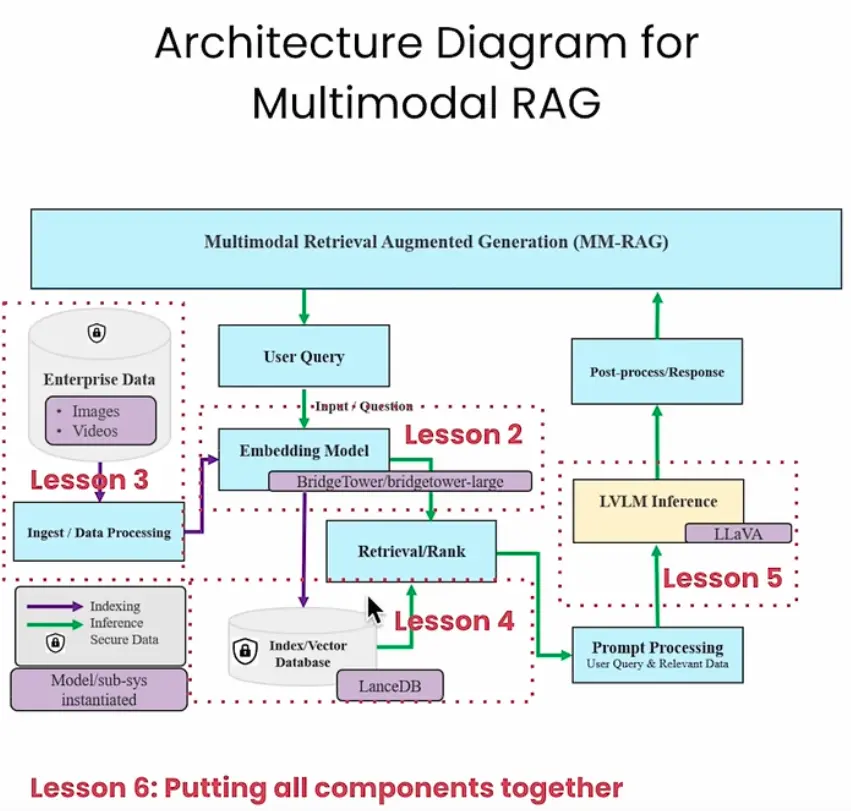 Architecture Diagram for
Multimodal RAG
Multimodal Retrieval Augmented Generation (MM-RAG)
Enterprise Data
• Images
• Videos
Lesson 3
Ingest / Data Processing
User Query
Input / Question
Embedding Model
Lesson 2
BridgeTower/bridgetower-large
Retrieval/Rank
Lesson 4
Index/Vector
Database
LanceDB
Post-process/Response
LVLM Inference
LLaVA
Lesson 5
Prompt Processing
User Query & Relevant Data
Indexing
Inference
Secure Data
Model/sub-sys
instantiated
Lesson 6: Putting all components together